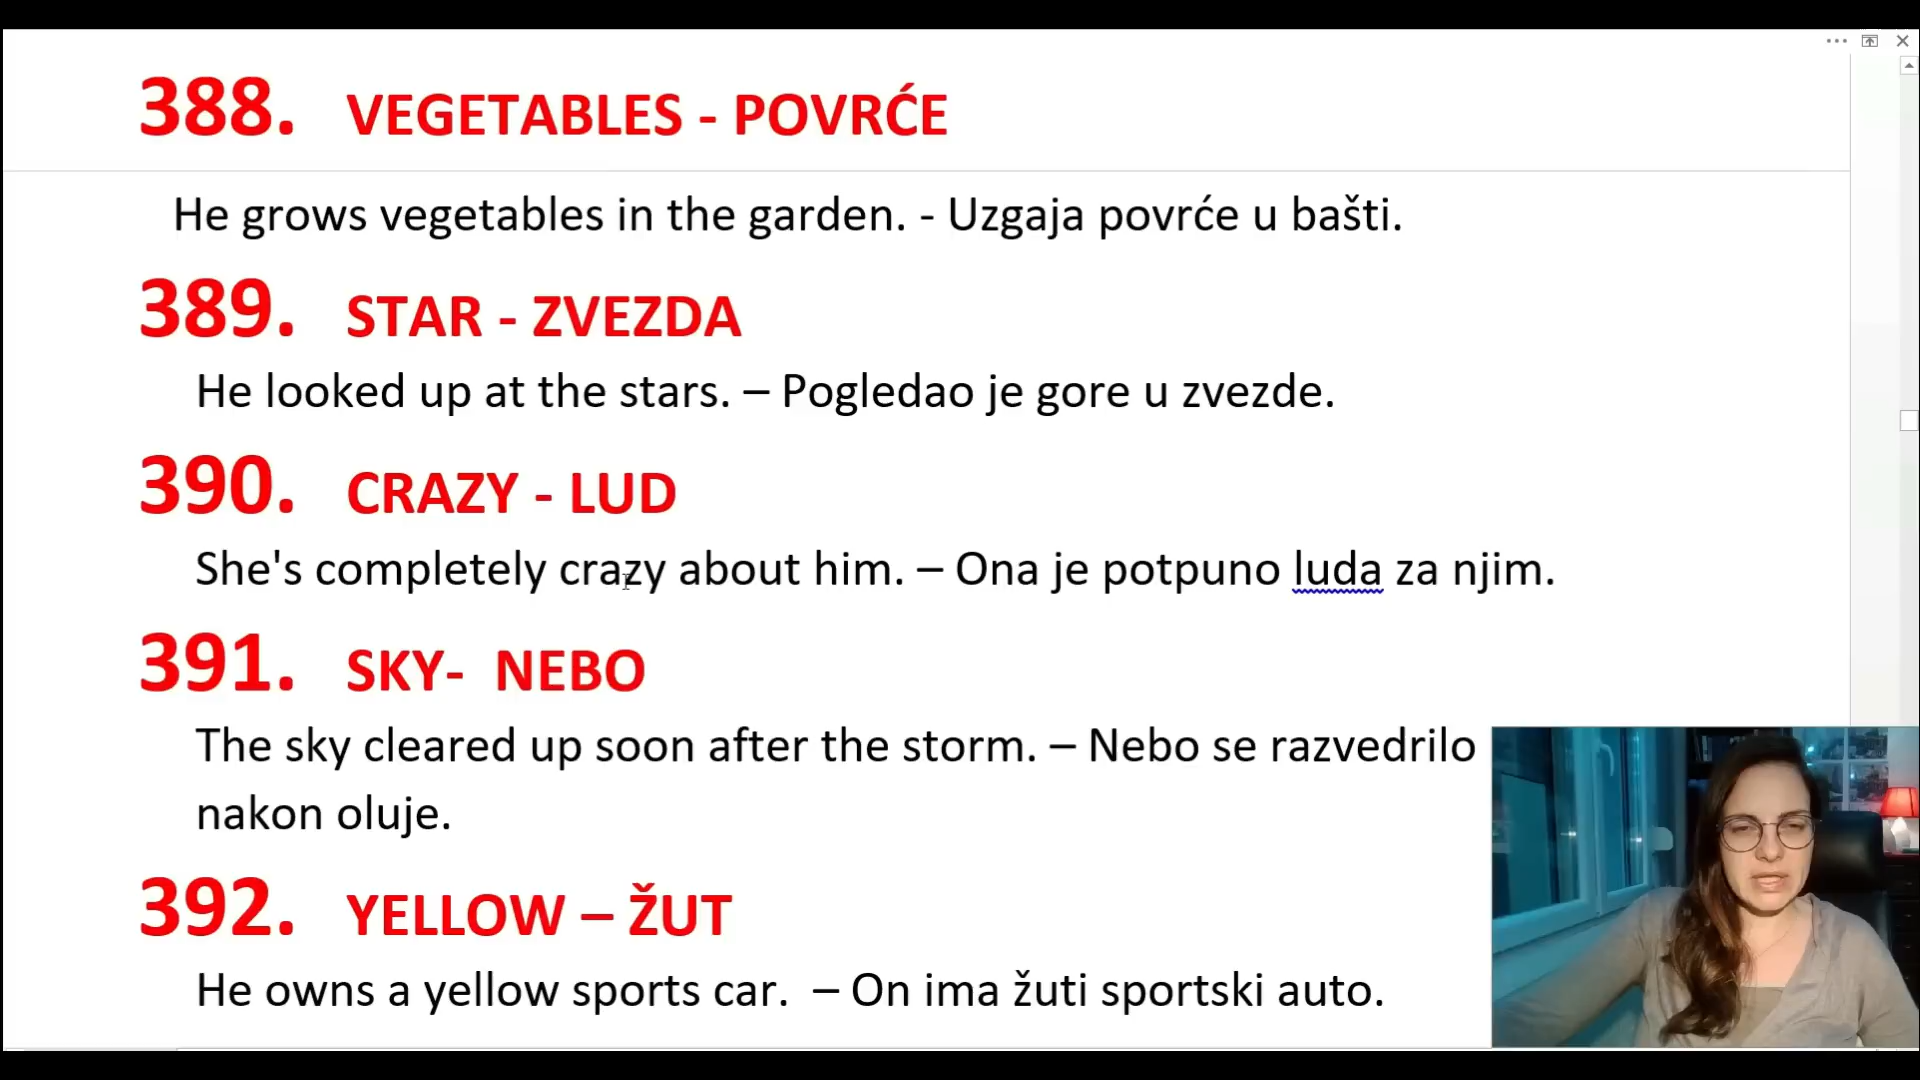 388. VEGETABLES - POVRĆE
He grows vegetables in the garden. - Uzgaja povrće u bašti.
389. STAR - ZVEZDA
He looked up at the stars. – Pogledao je gore u zvezde.
390. CRAZY - LUD
She's completely crazy about him. – Ona je potpuno luda za njim.
391. SKY- NEBO
The sky cleared up soon after the storm. – Nebo se razvedrilo
nakon oluje.
392. YELLOW – ŽUT
He owns a yellow sports car. – On ima žuti sportski auto.